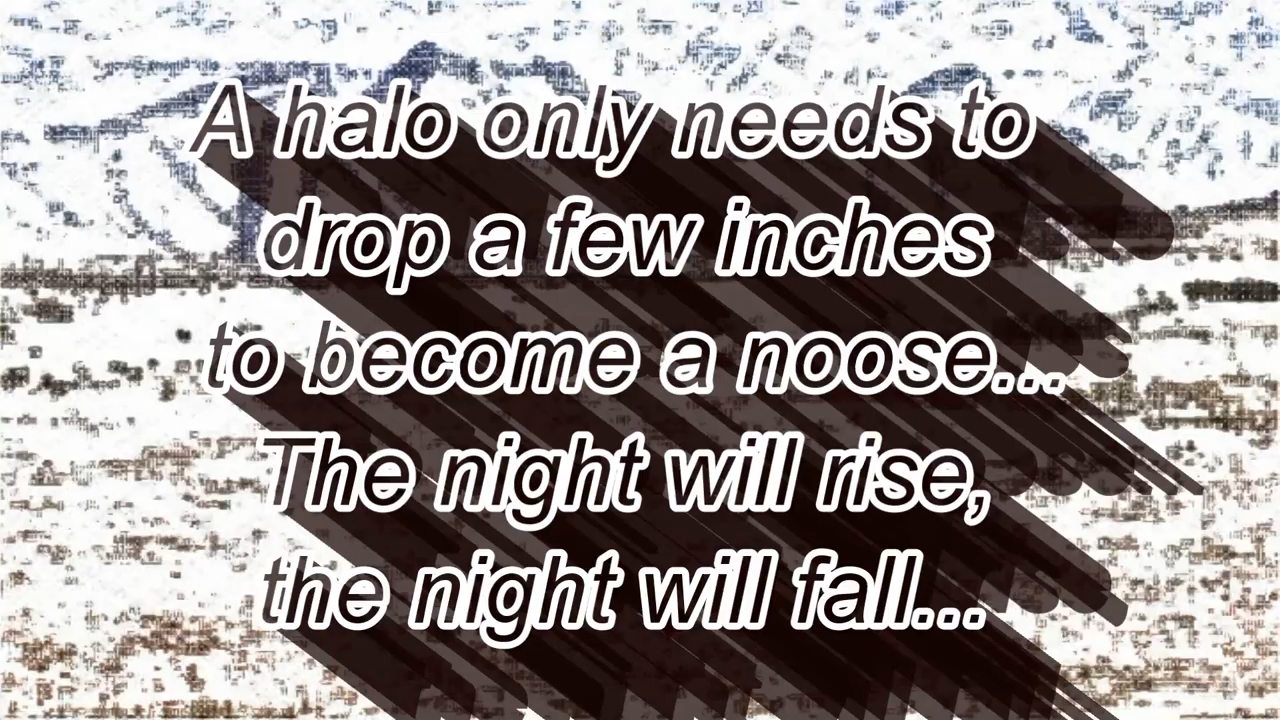 A halo only needs to
drop a few inches
to become a noose...
The night will rise,
the night will fall...